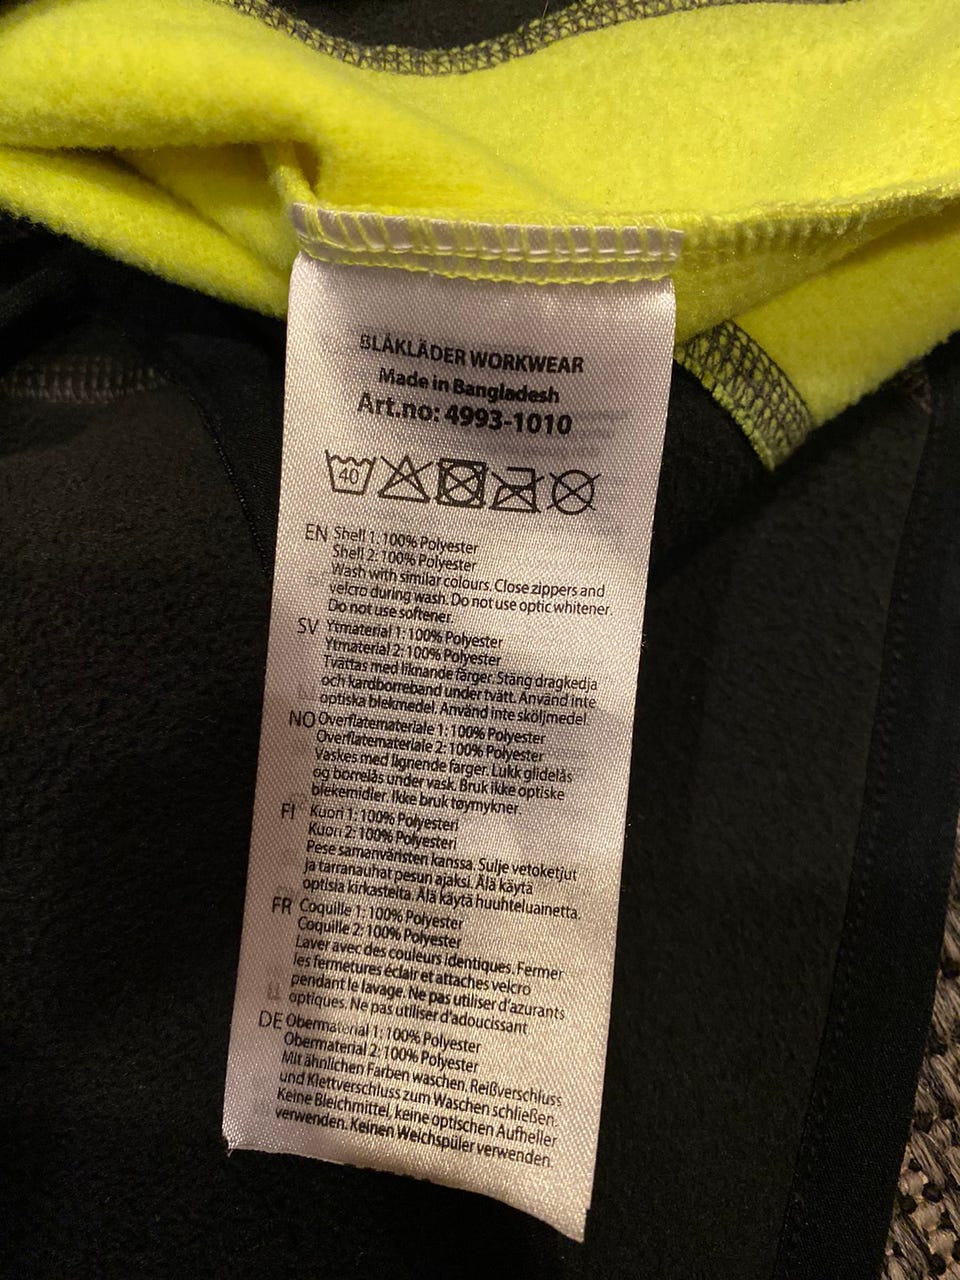 BLÅKLÄDER WORKWEAR
Made in Bangladesh
Art.no: 4993-1010
40
EN Shell 1: 100% Polyester
Shell 2: 100% Polyester
Wash with similar colours. Close zippers and
velcro during wash. Do not use optic whitener.
Do not use softener.
SV Ytmaterial 1: 100% Polyester
Ytmaterial 2: 100% Polyester
Tvättas med liknande färger. Stäng dragkedja
och kardborreband under tvätt. Använd inte
optiska blekmedel. Använd inte sköljmedel.
NO Overflatemateriale 1: 100% Polyester
Overflatemateriale 2: 100% Polyester
Vaskes med lignende farger. Lukk glidelås
og borrelås under vask. Bruk ikke optiske
blekemidler. Ikke bruk tøymykner.
FI Kuori 1: 100% Polyesteri
Kuori 2: 100% Polyesteri
Pese samanväristen kanssa. Sulje vetoketjut
ja tarranauhat pesun ajaksi. Älä käytä
optisia kirkasteita. Älä käytä huuhteluainetta.
FR Coquille 1: 100% Polyester
Coquille 2: 100% Polyester
Laver avec des couleurs identiques. Fermer
les fermetures éclair et attaches velcro
pendant le lavage. Ne pas utiliser d'azurants
optiques. Ne pas utiliser d'adoucissant
DE Obermaterial 1: 100% Polyester
Obermaterial 2: 100% Polyester
Mit ähnlichen Farben waschen, Reißverschluss
und Klettverschluss zum Waschen schließen.
Keine Bleichmittel, keine optischen Aufheller
verwenden. Keinen Weichspüler verwenden.